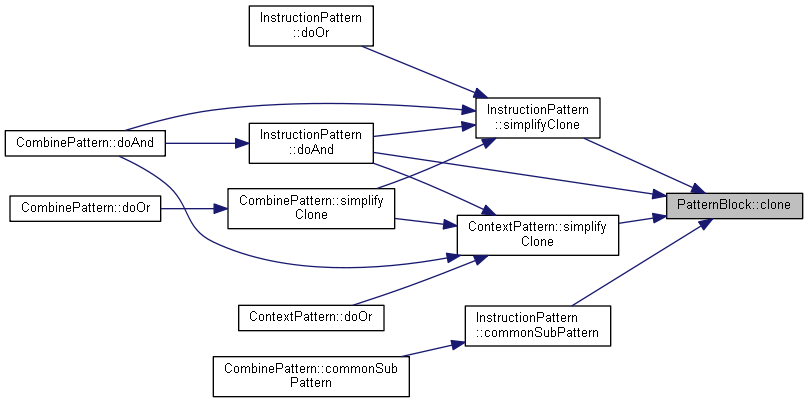 InstructionPattern
::doOr
InstructionPattern
::simplifyClone
CombinePattern::doAnd
InstructionPattern
::doAnd
CombinePattern::simplify
Clone
CombinePattern::doOr
PatternBlock::clone
ContextPattern::simplify
Clone
ContextPattern::doOr
InstructionPattern
::commonSubPattern
CombinePattern::commonSub
Pattern